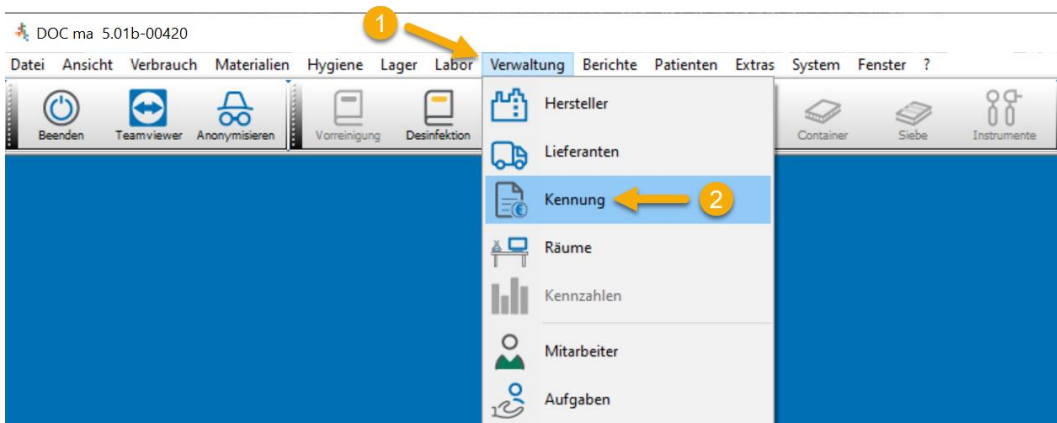 1
DOC ma 5.01b-00420
Datei Ansicht Verbrauch Materialien Hygiene Lager Labor Verwaltung Berichte Patienten Extras System Fenster ?
Beenden Teamviewer Anonymisieren Vorreinigung Desinfektion Container Siebe Instrumente
Hersteller
Lieferanten
Kennung 2
Räume
Kennzahlen
Mitarbeiter
Aufgaben